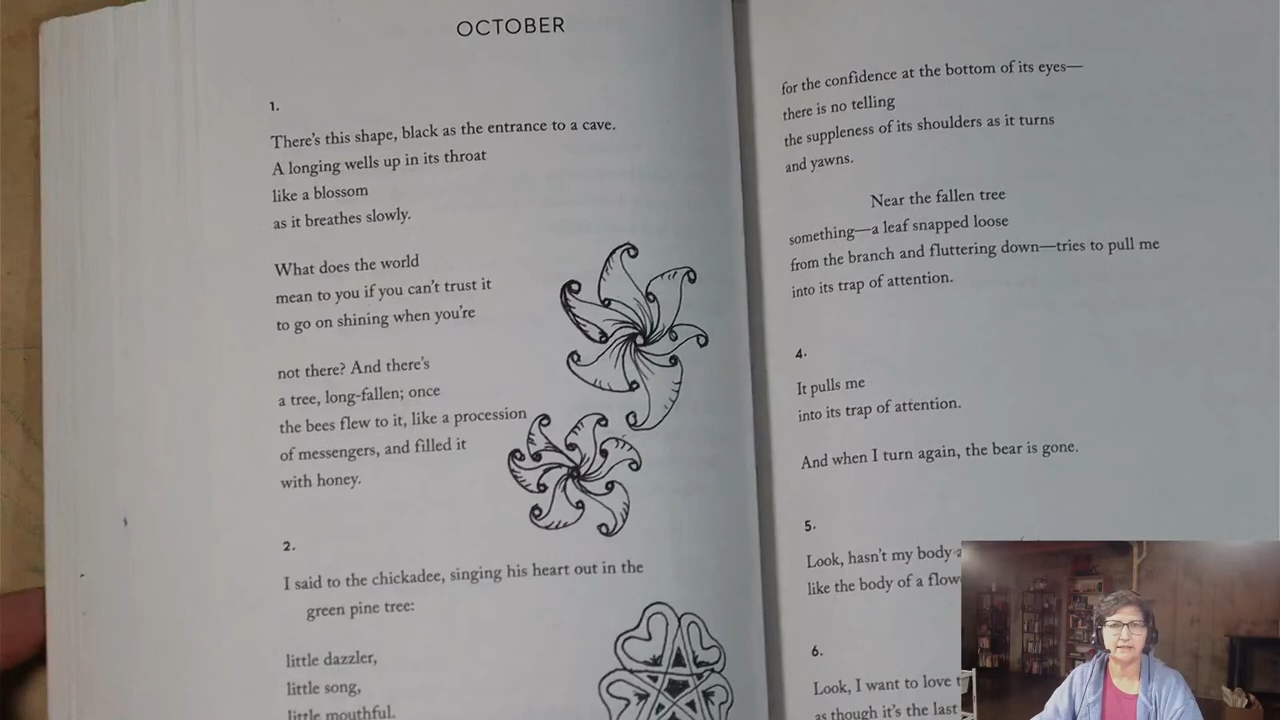 OCTOBER
1.
There's this shape, black as the entrance to a cave.
A longing wells up in its throat
like a blossom
as it breathes slowly.
What does the world
mean to you if you can't trust it
to go on shining when you're
not there? And there's
a tree, long-fallen; once
the bees flew to it, like a procession
of messengers, and filled it
with honey.
2.
I said to the chickadee, singing his heart out in the
green pine tree:
little dazzler,
little song,
little mouthful.
for the confidence at the bottom of its eyes—
there is no telling
the suppleness of its shoulders as it turns
and yawns.
Near the fallen tree
something—a leaf snapped loose
from the branch and fluttering down—tries to pull me
into its trap of attention.
4.
It pulls me
into its trap of attention.
And when I turn again, the bear is gone.
5.
Look, hasn't my body
like the body of a
6.
Look, I want to love
as though it's the last